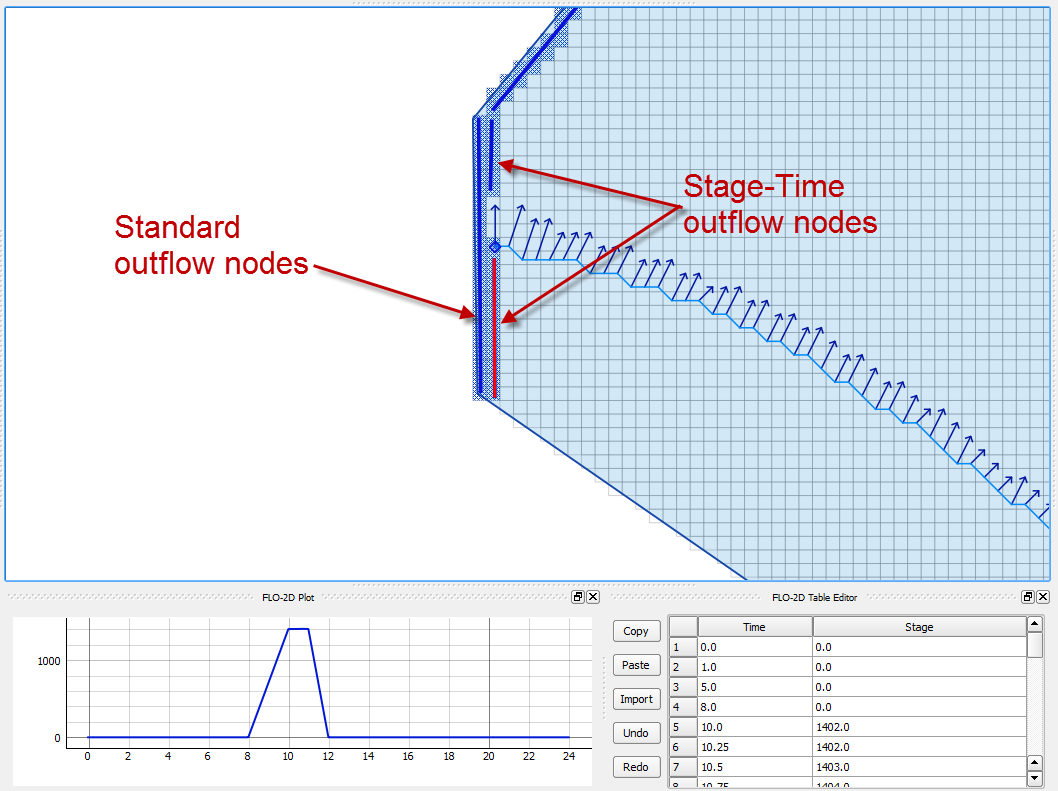 Stage-Time
outflow nodes
Standard
outflow nodes
FLO-2D Plot
1000
0
0 2 4 6 8 10 12 14 16 18 20 22 24
FLO-2D Table Editor
Copy
Paste
Import
Undo
Redo
Time Stage
1 0.0 0.0
2 1.0 0.0
3 5.0 0.0
4 8.0 0.0
5 10.0 1402.0
6 10.25 1402.0
7 10.5 1403.0
8 10.75 1404.0